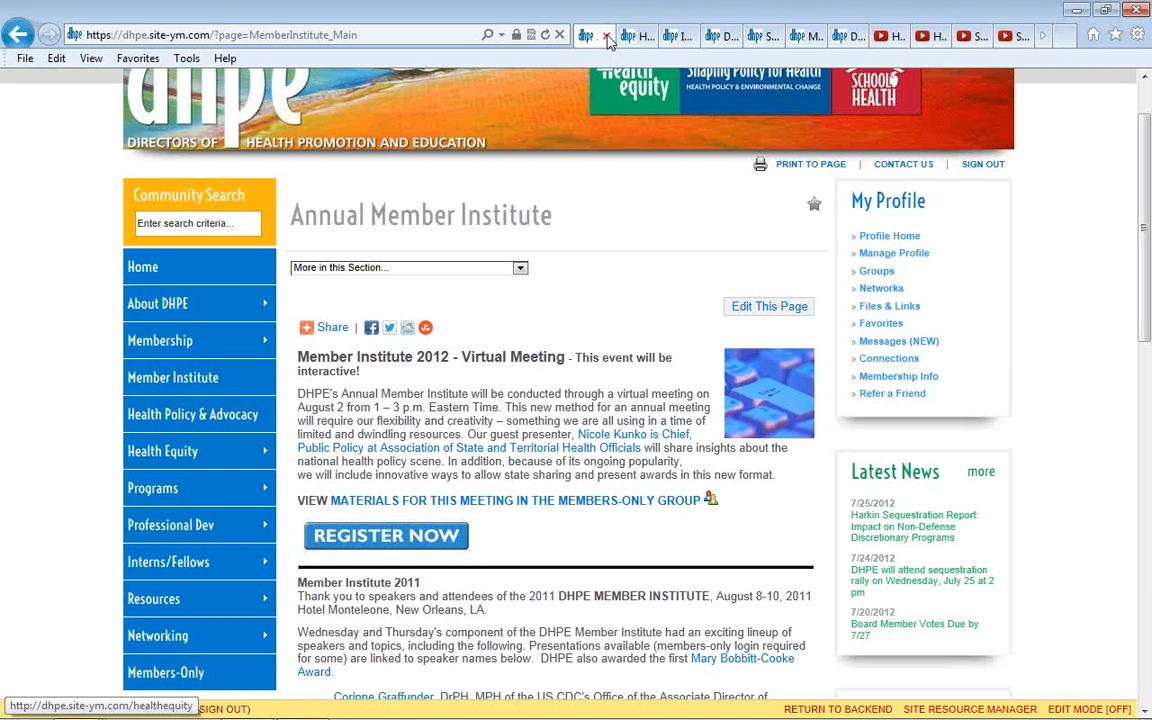 https://dhpe.site-ym.com/?page=MemberInstitute_Main
dhpe H... I... D... S... M... D... H... H... S... S...
File Edit View Favorites Tools Help
dhpe
DIRECTORS OF HEALTH PROMOTION AND EDUCATION
health equity
Shaping Policy for Health
HEALTH POLICY & ENVIRONMENTAL CHANGE
SCHOOL HEALTH
PRINT TO PAGE | CONTACT US | SIGN OUT
Community Search
Enter search criteria...
Home
About DHPE
Membership
Member Institute
Health Policy & Advocacy
Health Equity
Programs
Professional Dev
Interns/Fellows
Resources
Networking
Members-Only
Annual Member Institute
More in this Section...
Edit This Page
Share |
Member Institute 2012 - Virtual Meeting - This event will be
interactive!
DHPE's Annual Member Institute will be conducted through a virtual meeting on
August 2 from 1 – 3 p.m. Eastern Time. This new method for an annual meeting
will require our flexibility and creativity – something we are all using in a time of
limited and dwindling resources. Our guest presenter, Nicole Kunko is Chief,
Public Policy at Association of State and Territorial Health Officials will share insights about the
national health policy scene. In addition, because of its ongoing popularity,
we will include innovative ways to allow state sharing and present awards in this new format.
VIEW MATERIALS FOR THIS MEETING IN THE MEMBERS-ONLY GROUP
REGISTER NOW
Member Institute 2011
Thank you to speakers and attendees of the 2011 DHPE MEMBER INSTITUTE, August 8-10, 2011
Hotel Monteleone, New Orleans, LA.
Wednesday and Thursday's component of the DHPE Member Institute had an exciting lineup of
speakers and topics, including the following. Presentations available (members-only login required
for some) are linked to speaker names below. DHPE also awarded the first Mary Bobbitt-Cooke
Award.
Corinne Graffunder, DrPH, MPH of the US CDC's Office of the Associate Director of
My Profile
» Profile Home
» Manage Profile
» Groups
» Networks
» Files & Links
» Favorites
» Messages (NEW)
» Connections
» Membership Info
» Refer a Friend
Latest News more
7/25/2012
Harkin Sequestration Report:
Impact on Non-Defense
Discretionary Programs
7/24/2012
DHPE will attend sequestration
rally on Wednesday, July 25 at 2
pm
7/20/2012
Board Member Votes Due by
7/27
http://dhpe.site-ym.com/healthequity
SIGN OUT)
RETURN TO BACKEND SITE RESOURCE MANAGER EDIT MODE [OFF]